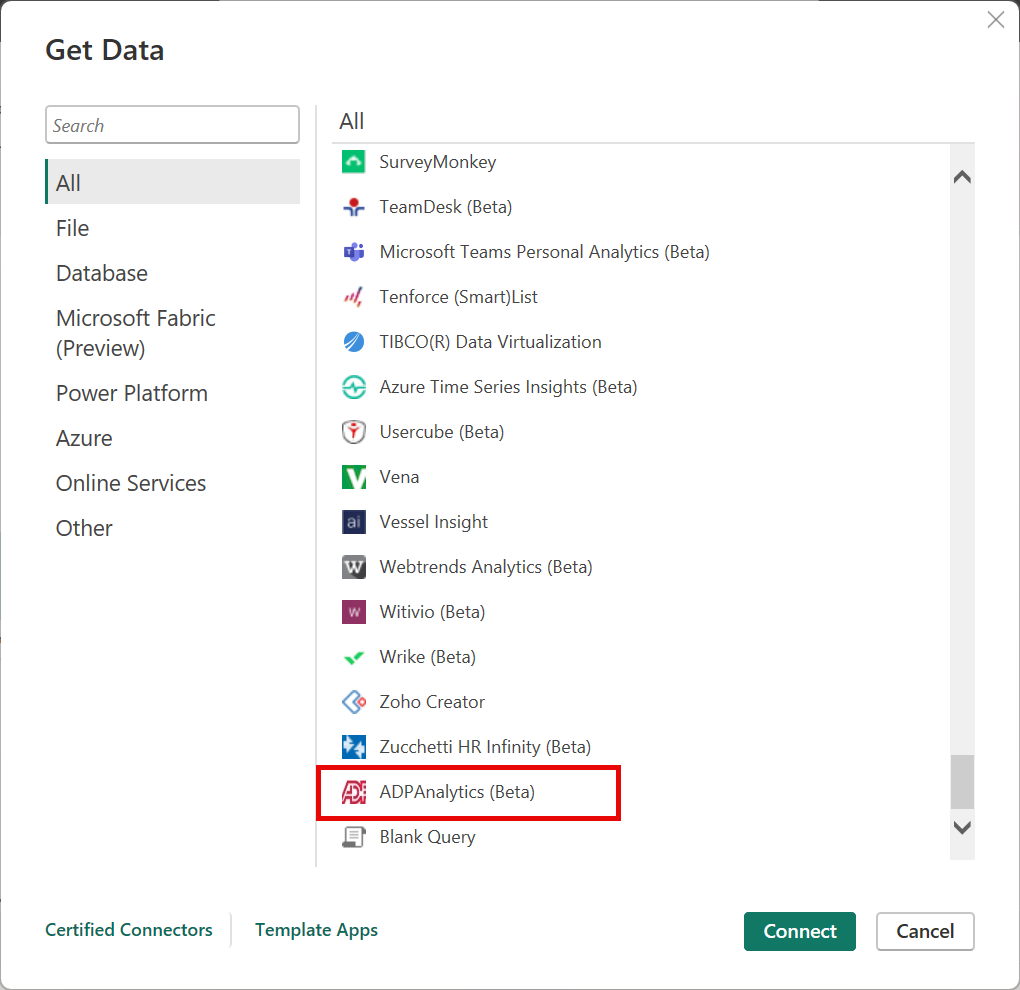 Get Data
Search
All
File
Database
Microsoft Fabric
(Preview)
Power Platform
Azure
Online Services
Other
All
SurveyMonkey
TeamDesk (Beta)
Microsoft Teams Personal Analytics (Beta)
Tenforce (Smart)List
TIBCO(R) Data Virtualization
Azure Time Series Insights (Beta)
Usercube (Beta)
Vena
ai Vessel Insight
W Webtrends Analytics (Beta)
w Witivio (Beta)
Wrike (Beta)
Zoho Creator
Zucchetti HR Infinity (Beta)
ADPAnalytics (Beta)
Blank Query
Certified Connectors
Template Apps
Connect
Cancel